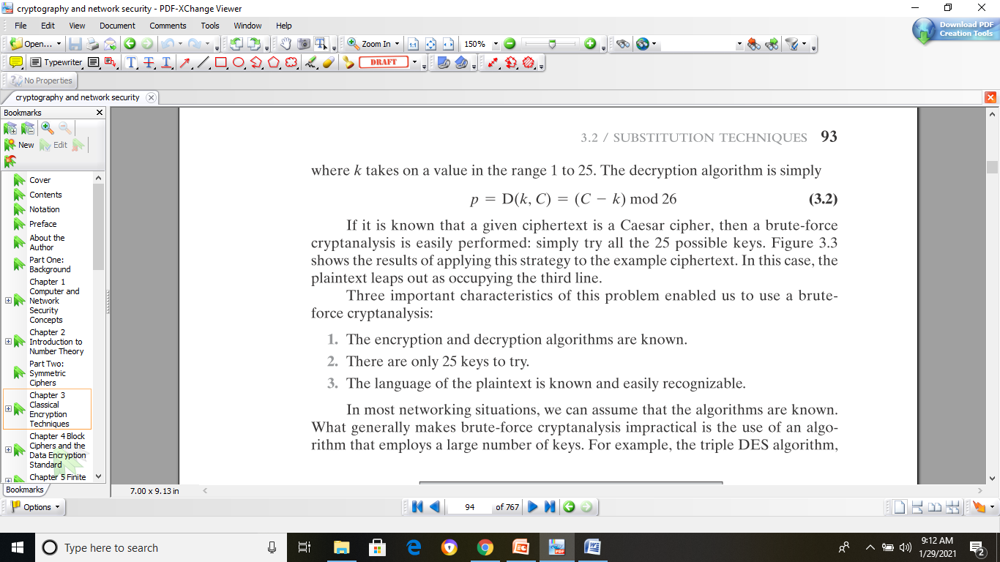 cryptography and network security - PDF-XChange Viewer
File Edit View Document Comments Tools Window Help
Download PDF
Creation Tools
Open... Zoom In 1:1 150%
Typewriter T T T DRAFT
No Properties
cryptography and network security
Bookmarks
New Edit
Cover
Contents
Notation
Preface
About the
Author
Part One:
Background
Chapter 1
Computer and
Network
Security
Concepts
Chapter 2
Introduction to
Number Theory
Part Two:
Symmetric
Ciphers
Chapter 3
Classical
Encryption
Techniques
Chapter 4 Block
Ciphers and the
Data Encryption
Standard
Chapter 5 Finite
Bookmarks
3.2 / SUBSTITUTION TECHNIQUES 93
where k takes on a value in the range 1 to 25. The decryption algorithm is simply
p = D(k, C) = (C − k) mod 26 (3.2)
If it is known that a given ciphertext is a Caesar cipher, then a brute-force
cryptanalysis is easily performed: simply try all the 25 possible keys. Figure 3.3
shows the results of applying this strategy to the example ciphertext. In this case, the
plaintext leaps out as occupying the third line.
Three important characteristics of this problem enabled us to use a brute-
force cryptanalysis:
1. The encryption and decryption algorithms are known.
2. There are only 25 keys to try.
3. The language of the plaintext is known and easily recognizable.
In most networking situations, we can assume that the algorithms are known.
What generally makes brute-force cryptanalysis impractical is the use of an algo-
rithm that employs a large number of keys. For example, the triple DES algorithm,
7.00 x 9.13 in
Options 94 of 767
Type here to search
9:12 AM
1/29/2021
2